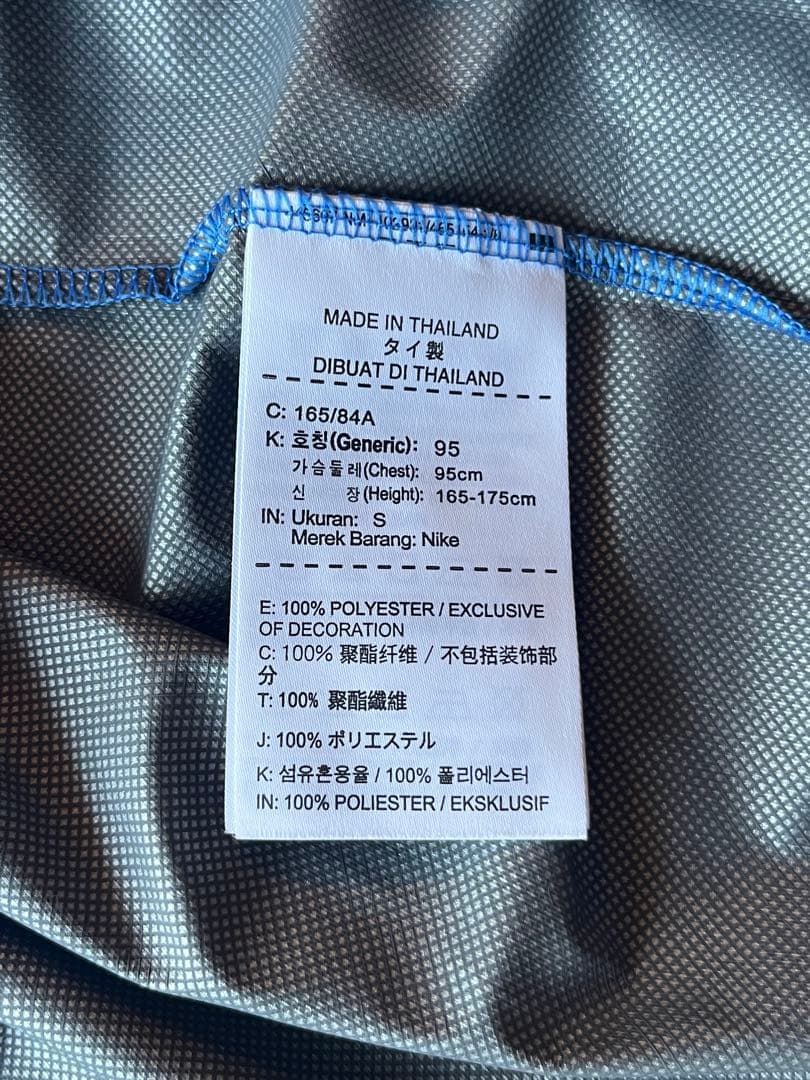 MADE IN THAILAND
タイ製
DIBUAT DI THAILAND
C: 165/84A
K: 호칭(Generic): 95
가슴둘레(Chest): 95cm
신 장(Height): 165-175cm
IN: Ukuran: S
Merek Barang: Nike
E: 100% POLYESTER / EXCLUSIVE
OF DECORATION
C: 100% 聚酯纤维 / 不包括装饰部
分
T: 100% 聚酯纖維
J: 100% ポリエステル
K: 섬유혼용율 / 100% 폴리에스터
IN: 100% POLIESTER / EKSKLUSIF